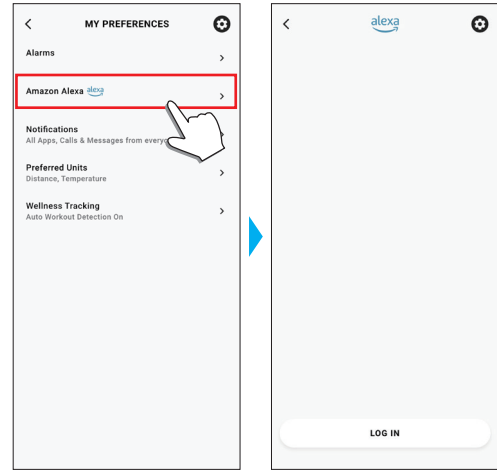 MY PREFERENCES
Alarms
Amazon Alexa alexa
Notifications
All Apps, Calls & Messages from
Preferred Units
Distance, Temperature
Wellness Tracking
Auto Workout Detection On
alexa
LOG IN